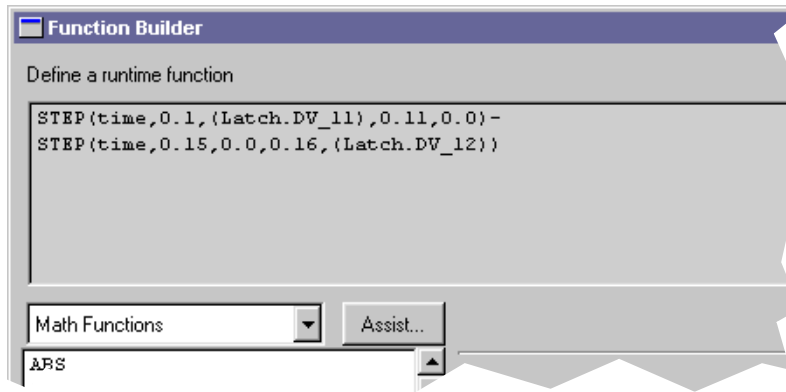 Function Builder
Define a runtime function
STEP(time,0.1,(Latch.DV_11),0.11,0.0)-
STEP(time,0.15,0.0,0.16,(Latch.DV_12))
Math Functions
Assist...
ABS